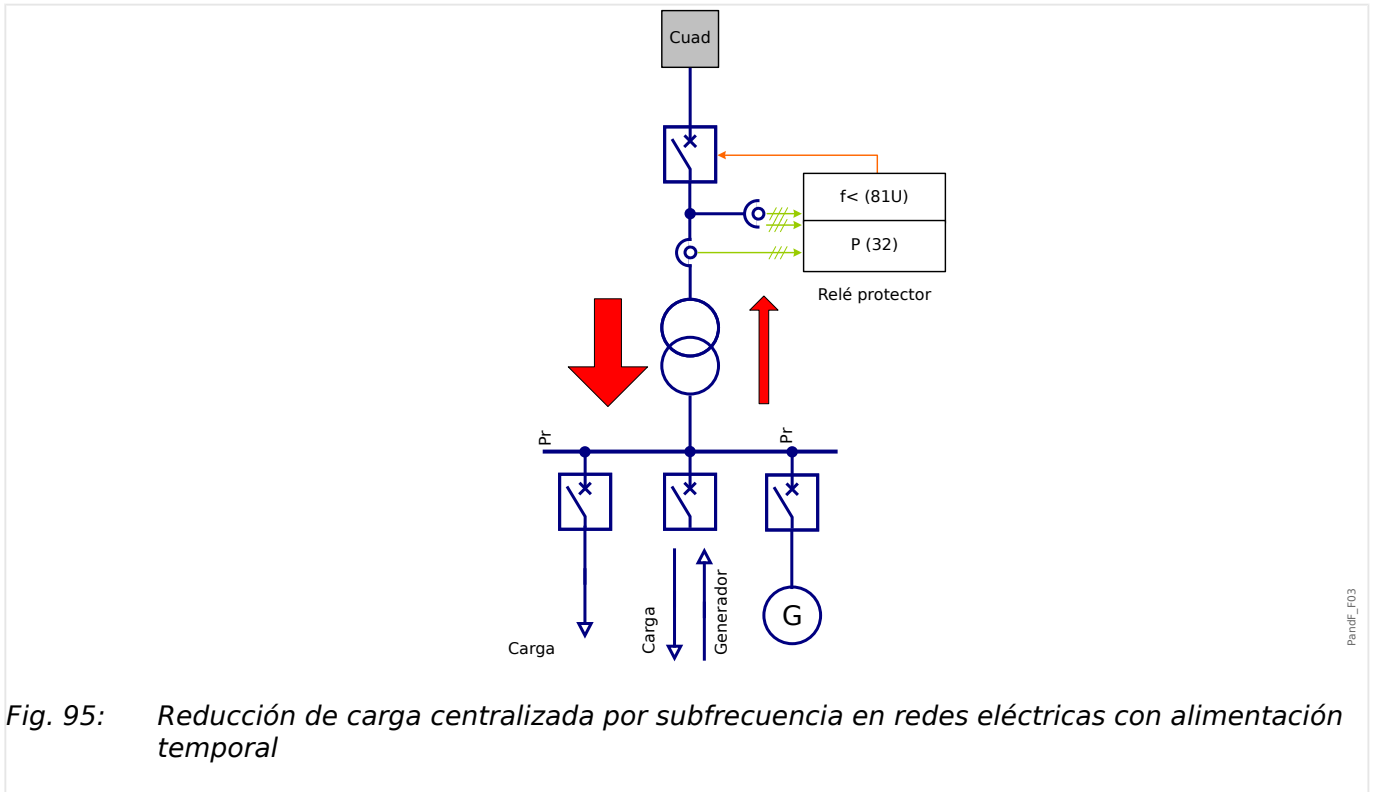 Cuad
f< (81U)
P (32)
Relé protector
Pr
Pr
Carga
Carga
Generador
G
PandF_F03
Fig. 95: Reducción de carga centralizada por subfrecuencia en redes eléctricas con alimentación
temporal